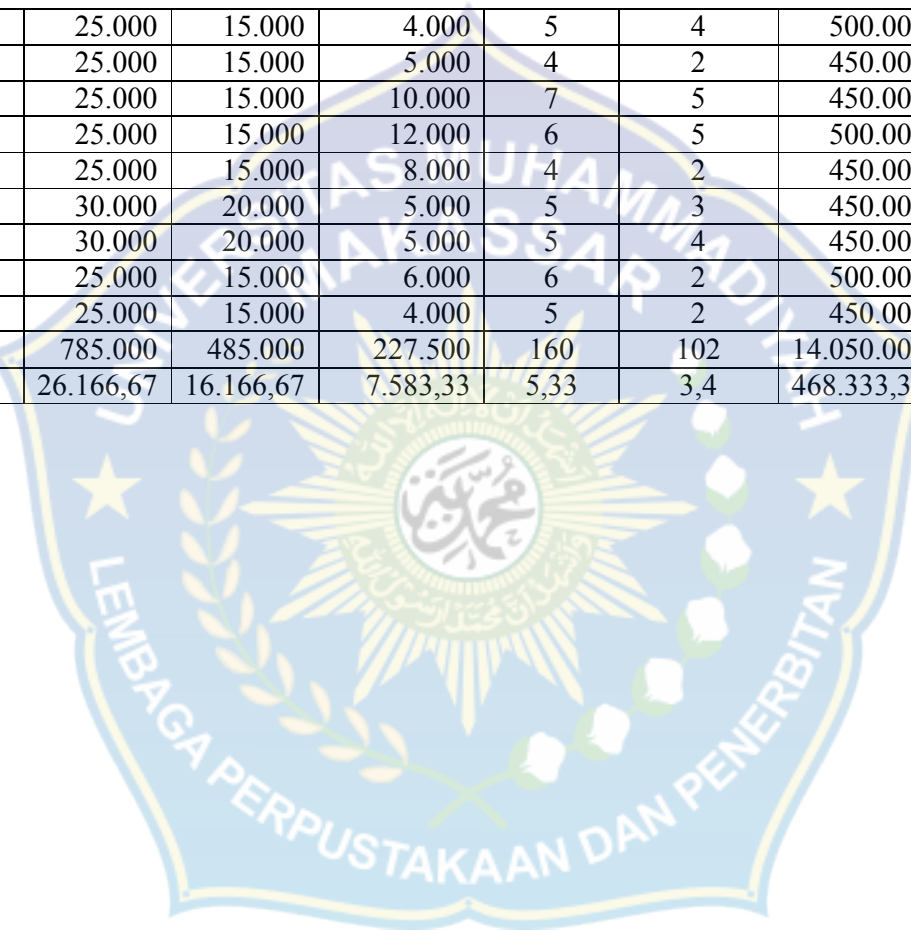 25.000 15.000 4.000 5 4 500.00
25.000 15.000 5.000 4 2 450.00
25.000 15.000 10.000 7 5 450.00
25.000 15.000 12.000 6 5 500.00
25.000 15.000 8.000 4 2 450.00
30.000 20.000 5.000 5 3 450.00
30.000 20.000 5.000 5 4 450.00
25.000 15.000 6.000 6 2 500.00
25.000 15.000 4.000 5 2 450.00
785.000 485.000 227.500 160 102 14.050.00
26.166,67 16.166,67 7.583,33 5,33 3,4 468.333,3
UNIVERSITAS MUHAMMADIYAH
MAKASSAR
LEMBAGA PERPUSTAKAAN DAN PENERBITAN